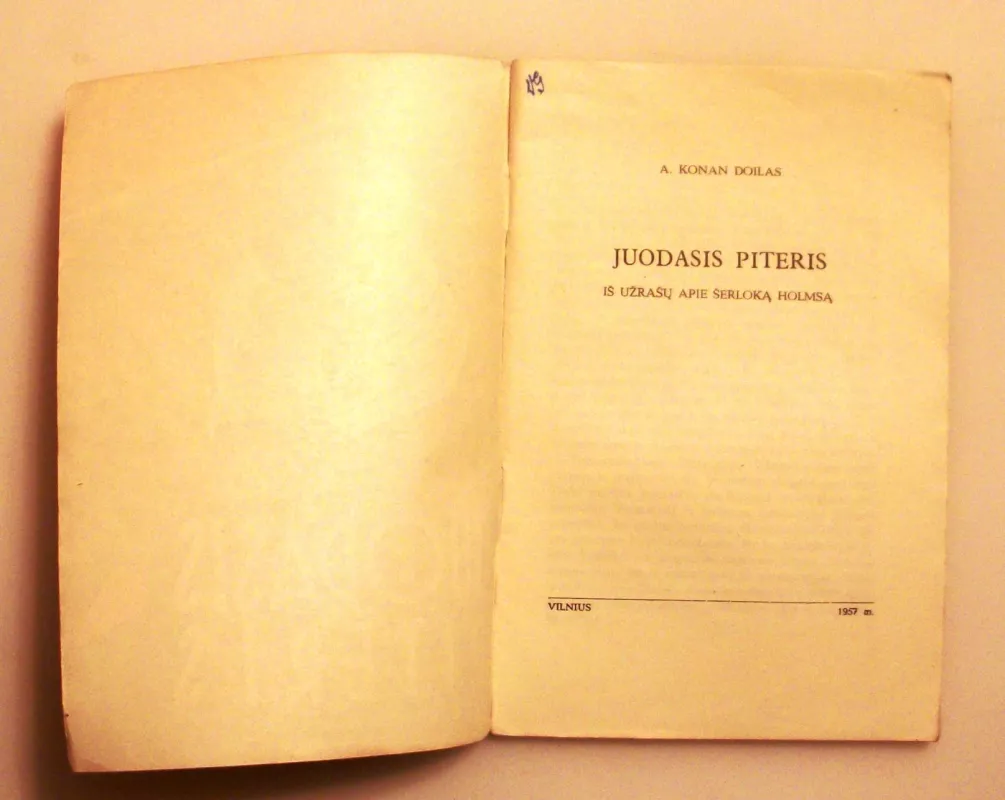 A. KONAN DOILAS
JUODASIS PITERIS
IŠ UŽRAŠŲ APIE ŠERLOKĄ HOLMSĄ
VILNIUS
1957 m.